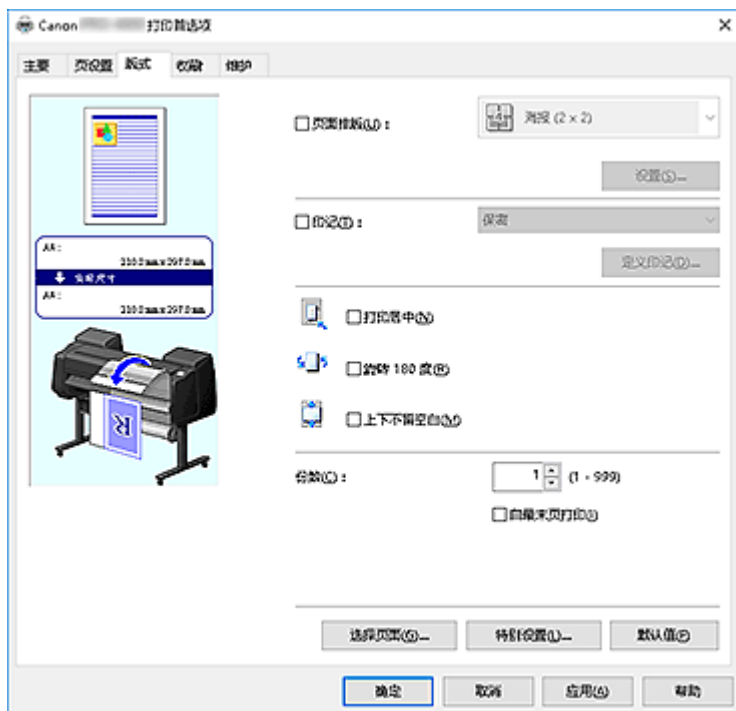 Canon 打印首选项
主要 页设置 版式 收藏 维护
页面排版(U)：
海报 (2 x 2)
设置(S)...
印记(T)：
保密
定义印记(D)...
A4：
210.0mm x 297.0mm
实际尺寸
A4：
210.0mm x 297.0mm
打印居中(N)
旋转 180 度(R)
上下不留空白(M)
份数(C)：
1 (1 - 999)
自最末页打印(J)
选择页面(G)... 特别设置(L)... 默认值(F)
确定 取消 应用(A) 帮助